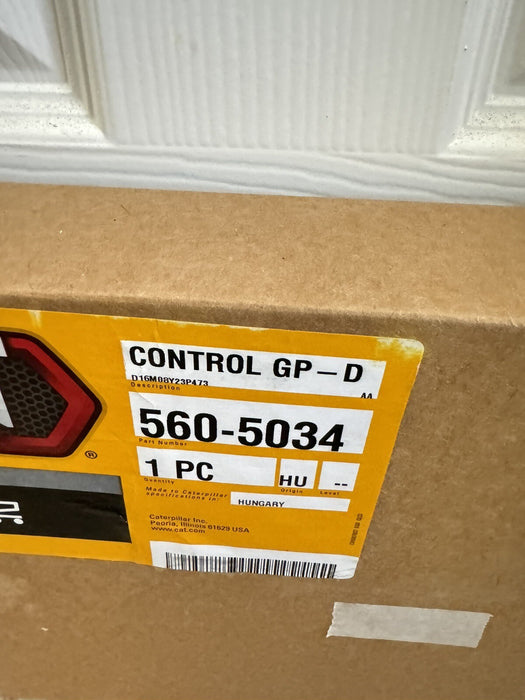 CONTROL GP-D
D16M08Y23P473
Description
AA
560-5034
Part Number
1 PC
HU
--
Quantity
Origin
Level
Made to Caterpillar
specifications in:
HUNGARY
®
Caterpillar Inc.
Peoria, Illinois 61629 USA
www.cat.com